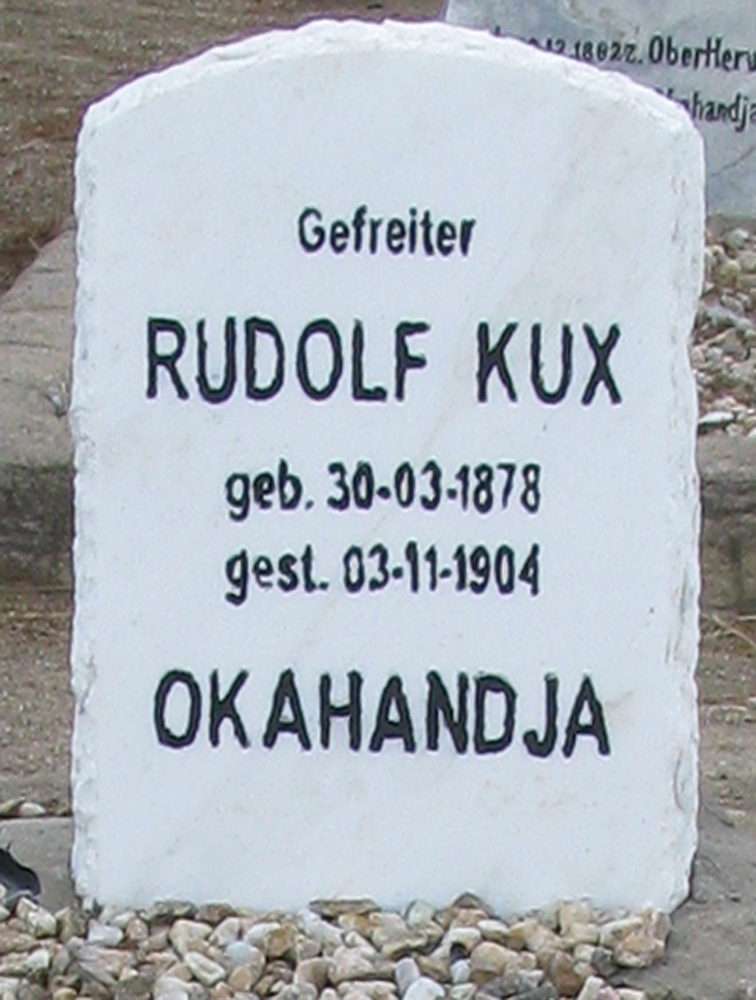 Gefreiter
RUDOLF KUX
geb. 30-03-1878
gest. 03-11-1904
OKAHANDJA